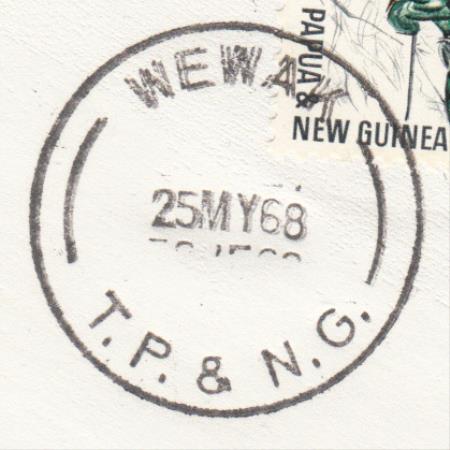 WEWAK
PAPUA &
NEW GUINEA
25MY68
T.P. & N.G.